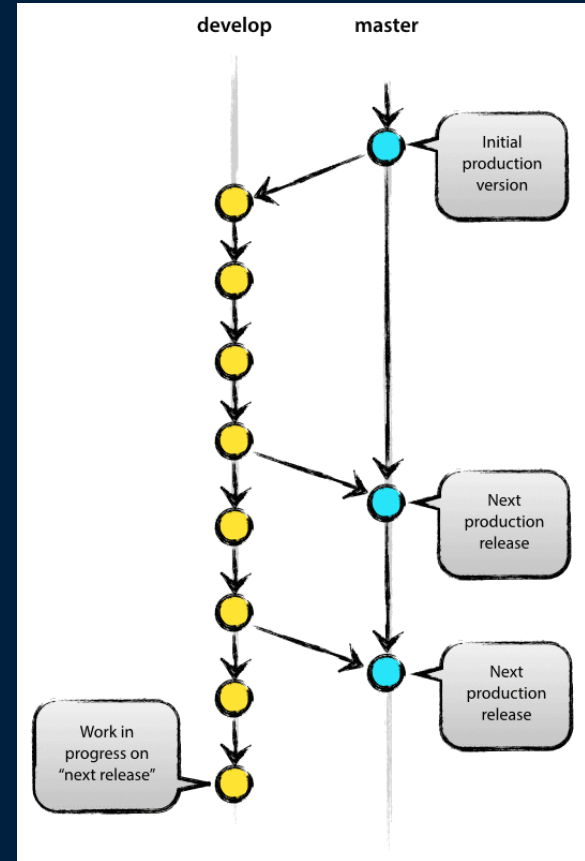 develop
master
Initial
production
version
Next
production
release
Next
production
release
Work in
progress on
“next release”